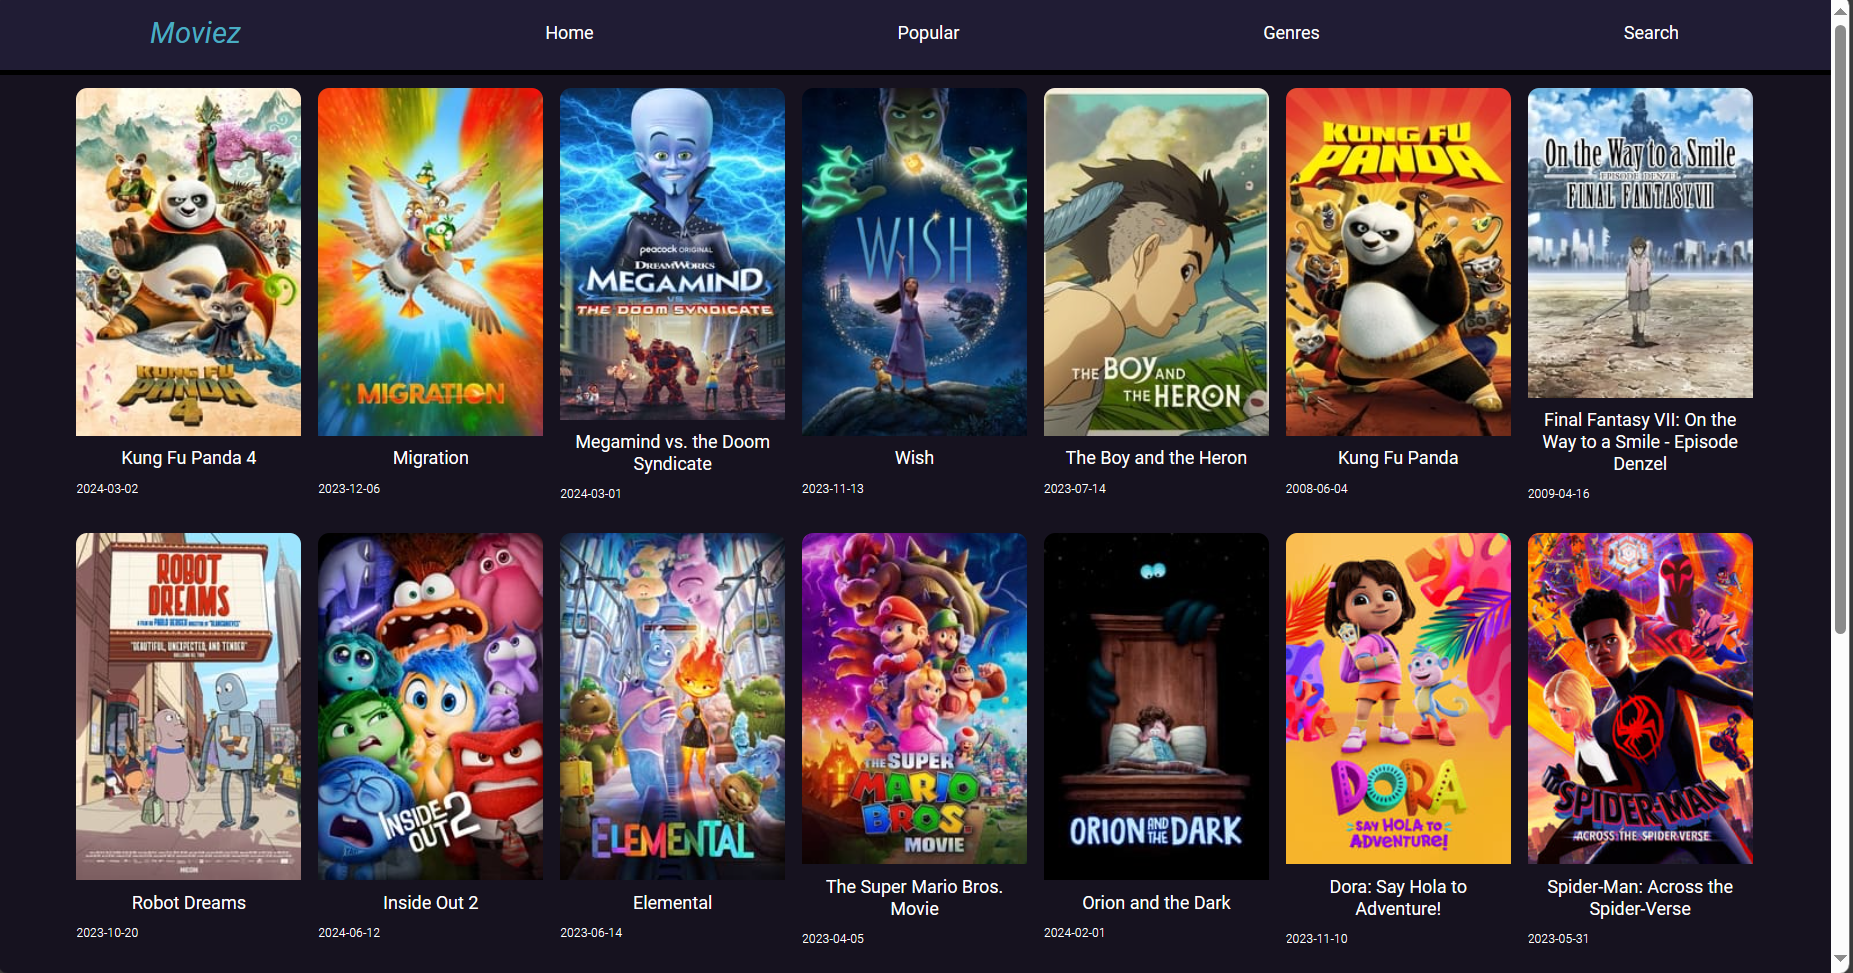 Moviez
Home
Popular
Genres
Search
KUNG FU
PANDA
4
MIGRATION
peacock ORIGINAL
DREAMWORKS
MEGAMIND
VS
THE DOOM SYNDICATE
WISH
THE BOY AND
THE HERON
KUNG FU
PANDA
On the Way to a Smile
EPISODE DENZEL
FINAL FANTASY VII
Kung Fu Panda 4
2024-03-02
Migration
2023-12-06
Megamind vs. the Doom
Syndicate
2024-03-01
Wish
2023-11-13
The Boy and the Heron
2023-07-14
Kung Fu Panda
2008-06-04
Final Fantasy VII: On the
Way to a Smile - Episode
Denzel
2009-04-16
ROBOT
DREAMS
A FILM BY PABLO BERGER
"BEAUTIFUL, UNEXPECTED, AND TENDER"
INSIDE
OUT 2
ELEMENTAL
THE SUPER
MARIO
BROS.
MOVIE
ORION AND THE DARK
DORA
SAY HOLA TO
ADVENTURE!
SPIDER-MAN
ACROSS THE SPIDER-VERSE
Robot Dreams
2023-10-20
Inside Out 2
2024-06-12
Elemental
2023-06-14
The Super Mario Bros.
Movie
2023-04-05
Orion and the Dark
2024-02-01
Dora: Say Hola to
Adventure!
2023-11-10
Spider-Man: Across the
Spider-Verse
2023-05-31